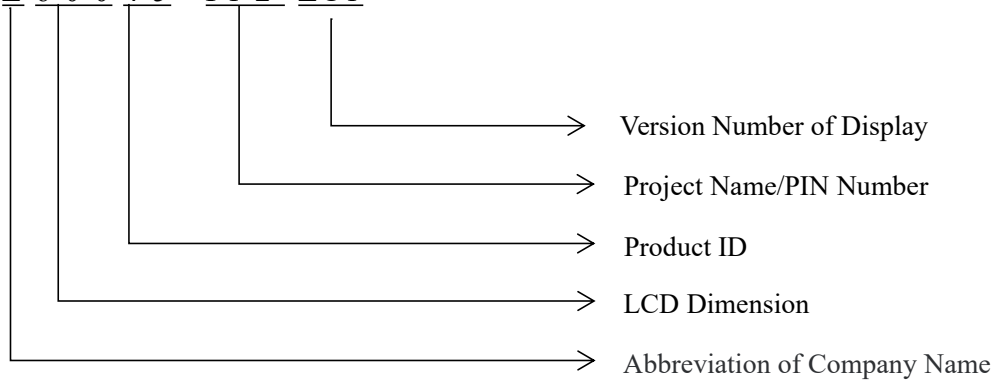 Version Number of Display
Project Name/PIN Number
Product ID
LCD Dimension
Abbreviation of Company Name